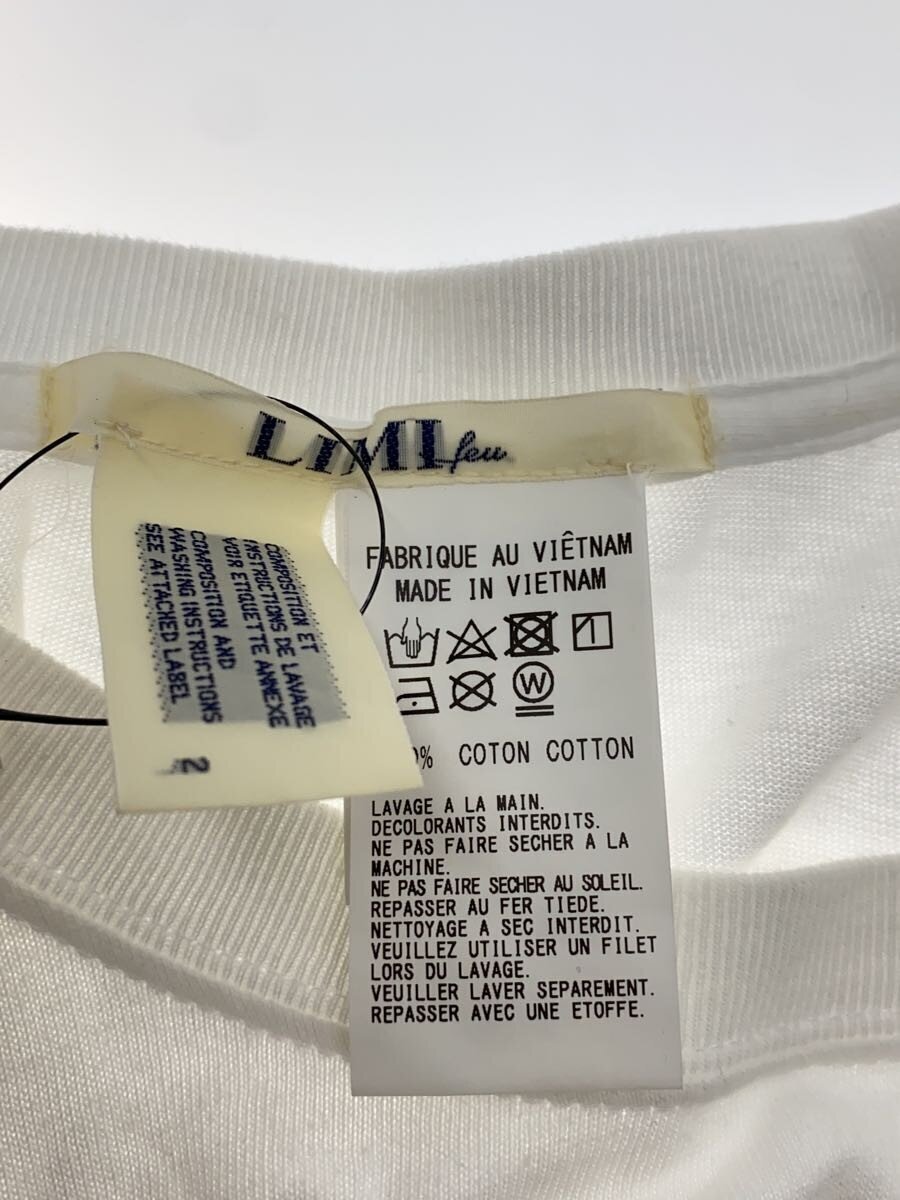 LIMI feu
COMPOSITION ET
INSTRUCTIONS DE LAVAGE
VOIR ETIQUETTE ANNEXE
COMPOSITION AND
WASHING INSTRUCTIONS
SEE ATTACHED LABEL
2
FABRIQUE AU VIÊTNAM
MADE IN VIETNAM
W
% COTON COTTON
LAVAGE A LA MAIN.
DECOLORANTS INTERDITS.
NE PAS FAIRE SECHER A LA
MACHINE.
NE PAS FAIRE SECHER AU SOLEIL.
REPASSER AU FER TIEDE.
NETTOYAGE A SEC INTERDIT.
VEUILLEZ UTILISER UN FILET
LORS DU LAVAGE.
VEUILLER LAVER SEPAREMENT.
REPASSER AVEC UNE ETOFFE.